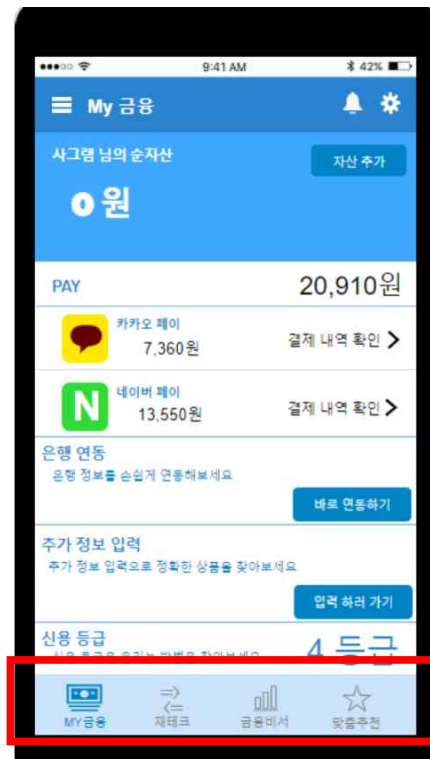 9:41 AM 42%
My 금융
사그램 님의 순자산
자산 추가
0원
PAY 20,910원
카카오 페이
7,360원 결제 내역 확인
N 네이버 페이
13,550원 결제 내역 확인
은행 연동
은행 정보를 손쉽게 연동해보세요
바로 연동하기
추가 정보 입력
추가 정보 입력으로 정확한 상품을 찾아보세요
입력 하러 가기
신용 등급 4 등급
MY금융 재테크 금융비서 맞춤추천